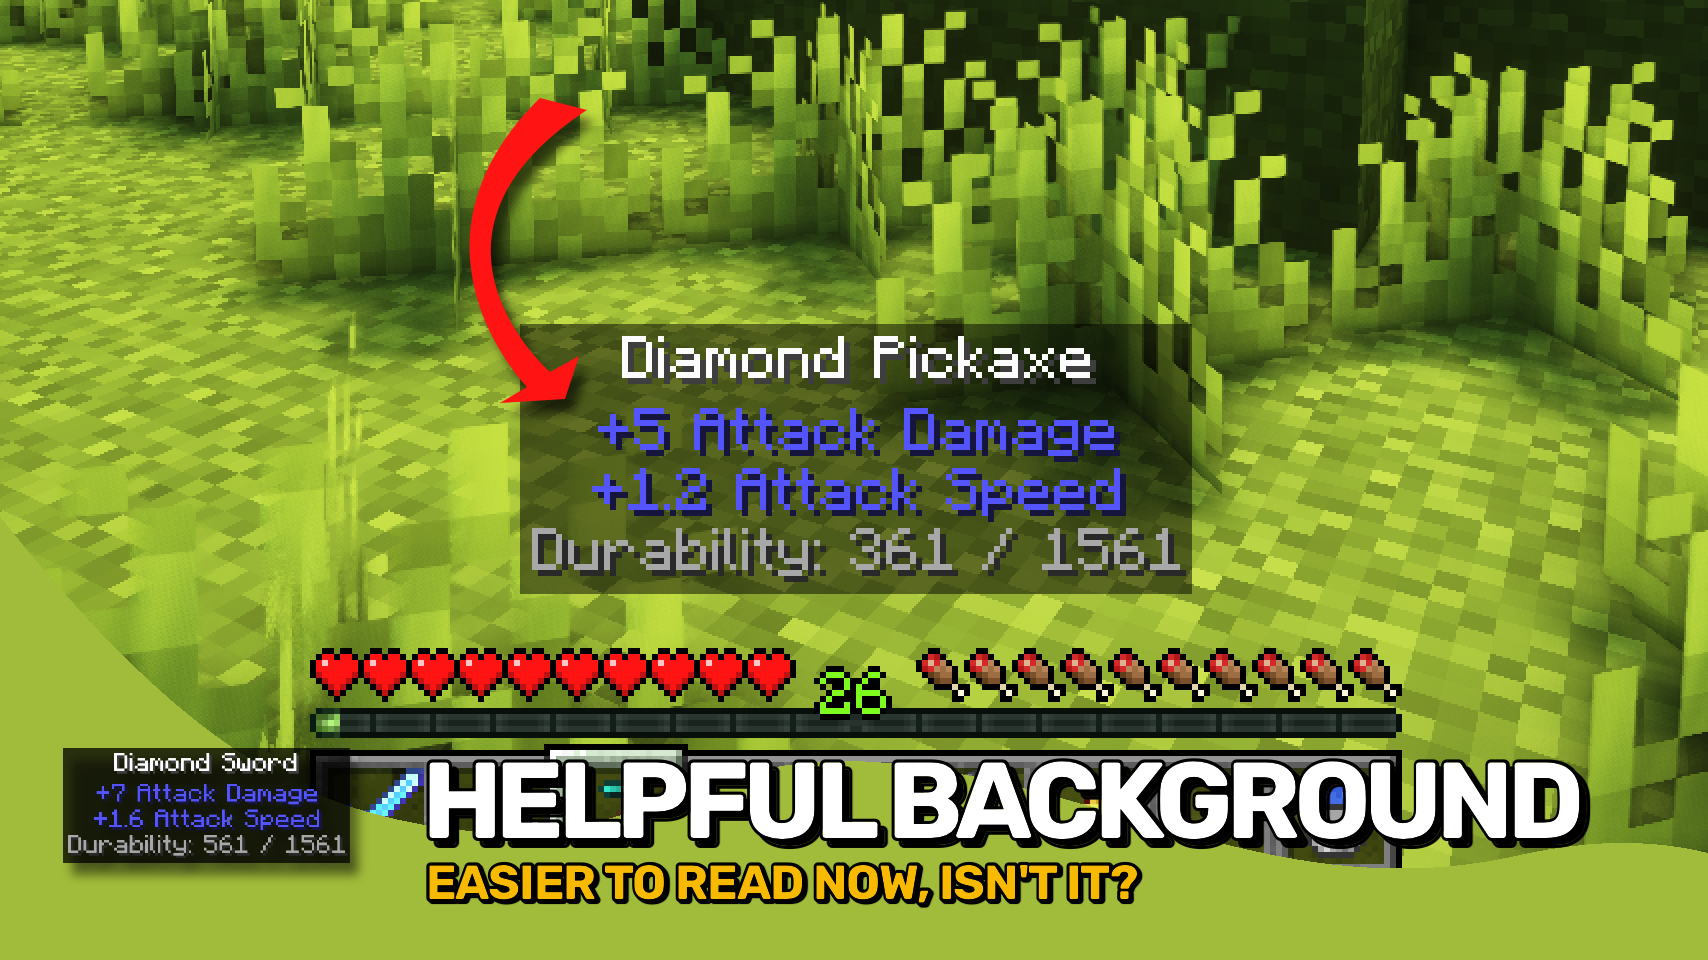 Diamond Pickaxe
+5 Attack Damage
+1.2 Attack Speed
Durability: 361 / 1561
26
Diamond Sword
+7 Attack Damage
+1.6 Attack Speed
Durability: 561 / 1561
HELPFUL BACKGROUND
EASIER TO READ NOW, ISN'T IT?